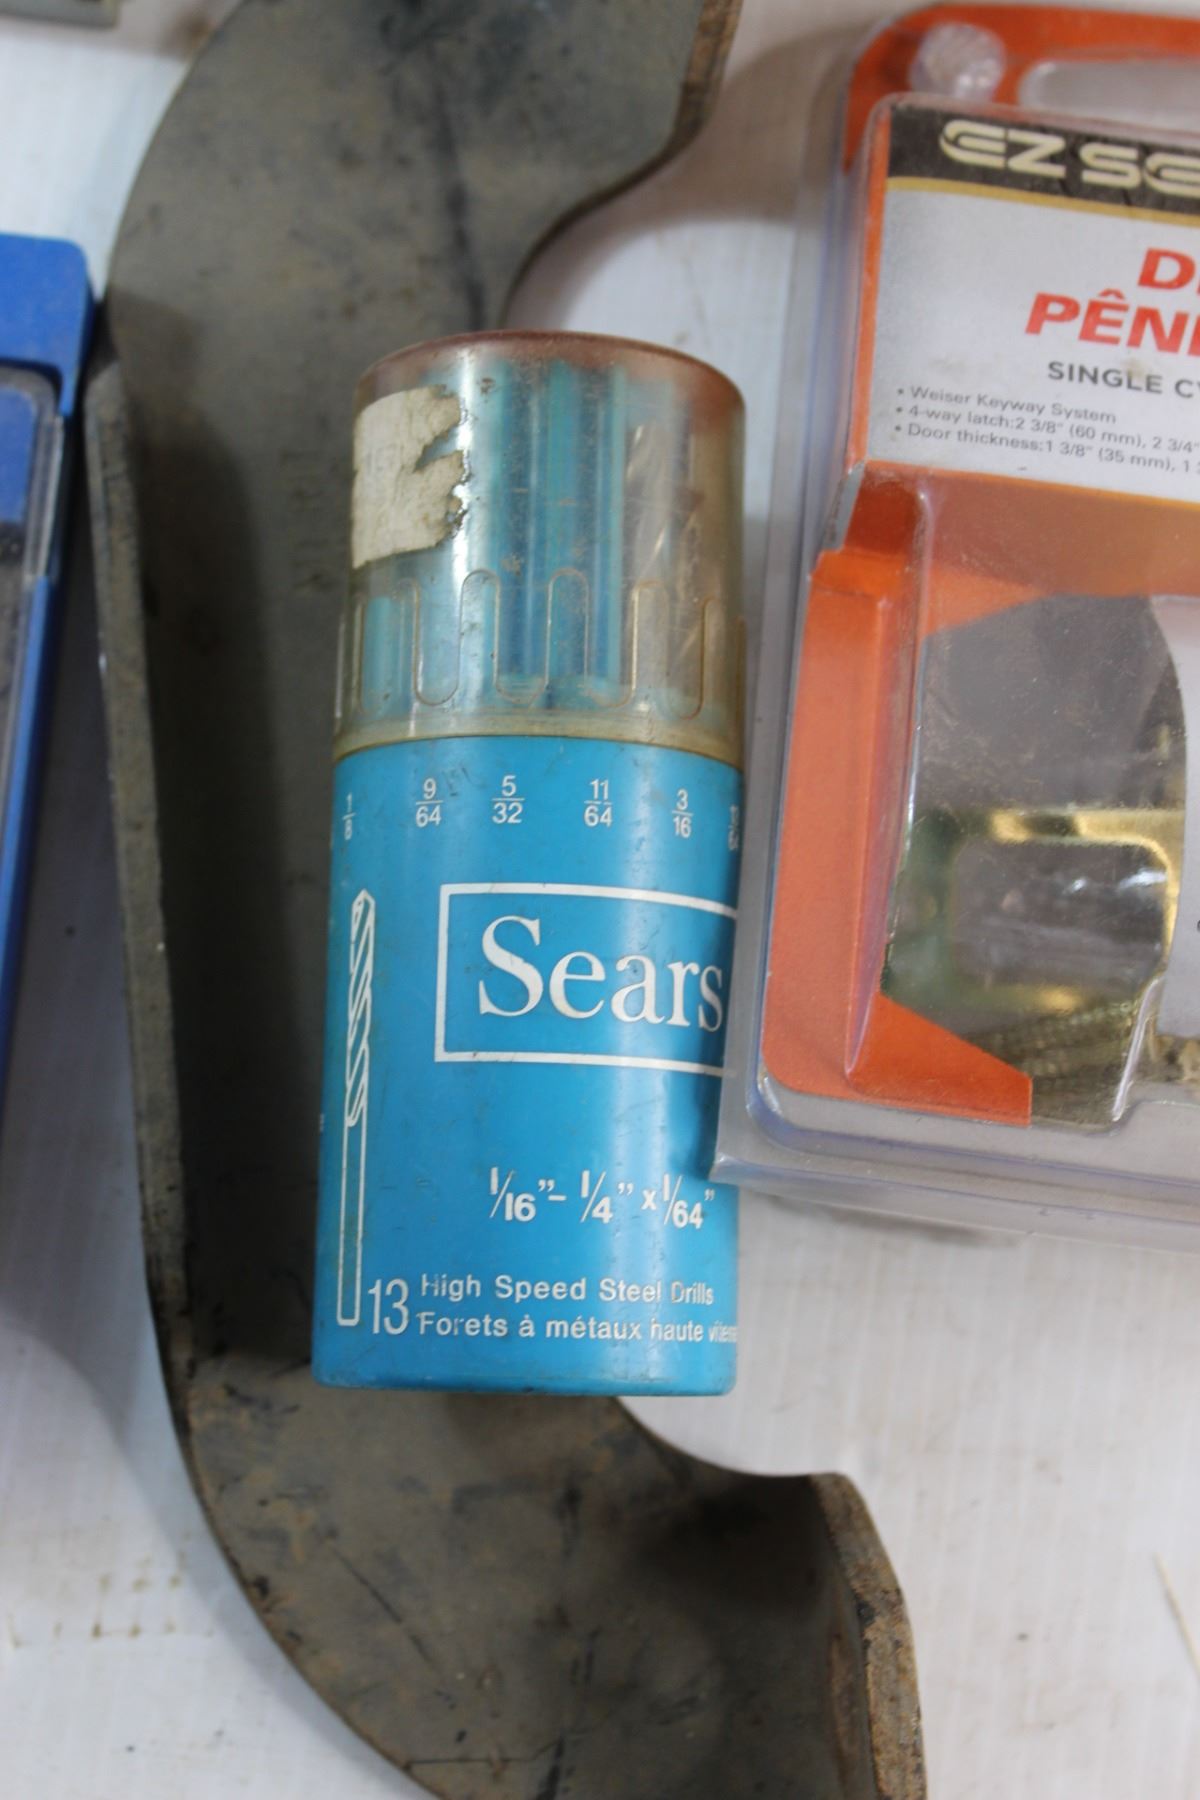 1/8 9/64 5/32 11/64 3/16
Sears
1/16"- 1/4" x 1/64"
13 High Speed Steel Drills
Forets à métaux haute
EZ
PÊN
SINGLE
• Weiser Keyway System
• 4-way latch:2 3/8" (60 mm), 2 3/4"
• Door thickness:1 3/8" (35 mm), 1